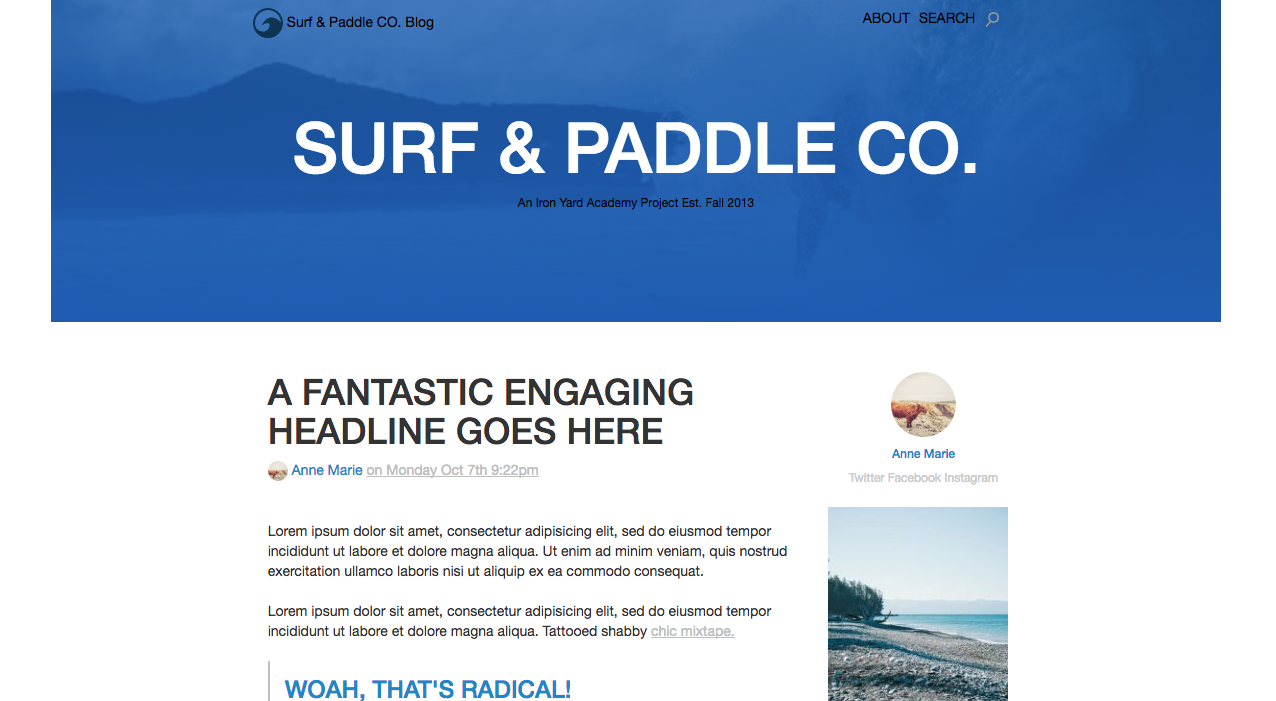 Surf & Paddle CO. Blog
ABOUT SEARCH
SURF & PADDLE CO.
An Iron Yard Academy Project Est. Fall 2013
A FANTASTIC ENGAGING
HEADLINE GOES HERE
Anne Marie on Monday Oct 7th 9:22pm
Lorem ipsum dolor sit amet, consectetur adipisicing elit, sed do eiusmod tempor
incididunt ut labore et dolore magna aliqua. Ut enim ad minim veniam, quis nostrud
exercitation ullamco laboris nisi ut aliquip ex ea commodo consequat.
Lorem ipsum dolor sit amet, consectetur adipisicing elit, sed do eiusmod tempor
incididunt ut labore et dolore magna aliqua. Tattooed shabby chic mixtape.
WOAH, THAT'S RADICAL!
Anne Marie
Twitter Facebook Instagram